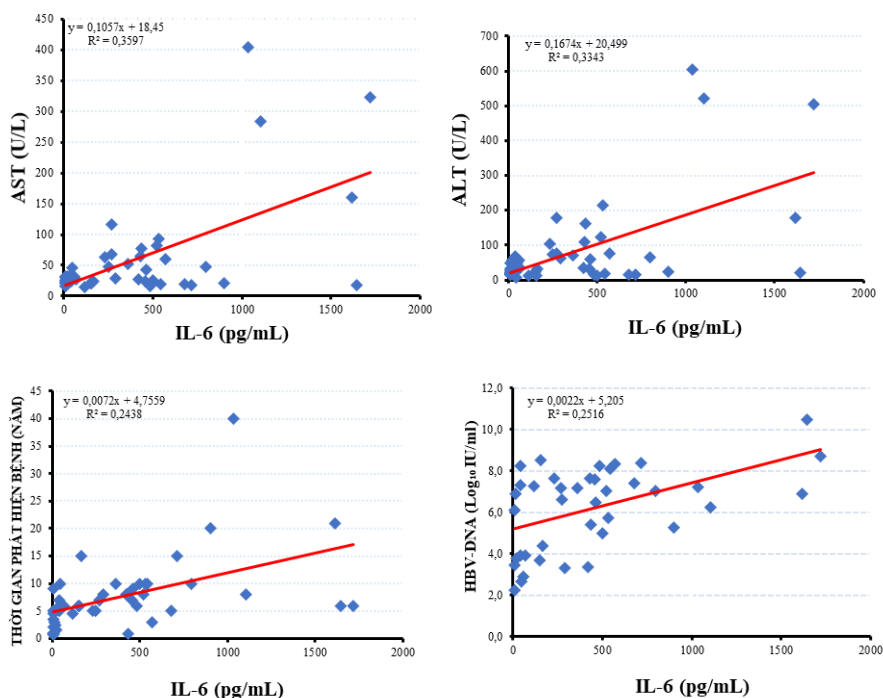 y = 0,1057x + 18,45
R² = 0,3597
450
400
350
300
250
200
150
100
50
0
AST (U/L)
0 500 1000 1500 2000
IL-6 (pg/mL)
y = 0,1674x + 20,499
R² = 0,3343
700
600
500
400
300
200
100
0
ALT (U/L)
0 500 1000 1500 2000
IL-6 (pg/mL)
y = 0,0072x + 4,7559
R² = 0,2438
45
40
35
30
25
20
15
10
5
0
THỜI GIAN PHÁT HIỆN BỆNH (NĂM)
0 500 1000 1500 2000
IL-6 (pg/mL)
y = 0,0022x + 5,205
R² = 0,2516
12,0
10,0
8,0
6,0
4,0
2,0
0,0
HBV-DNA (Log₁₀ IU/ml)
0 500 1000 1500 2000
IL-6 (pg/mL)